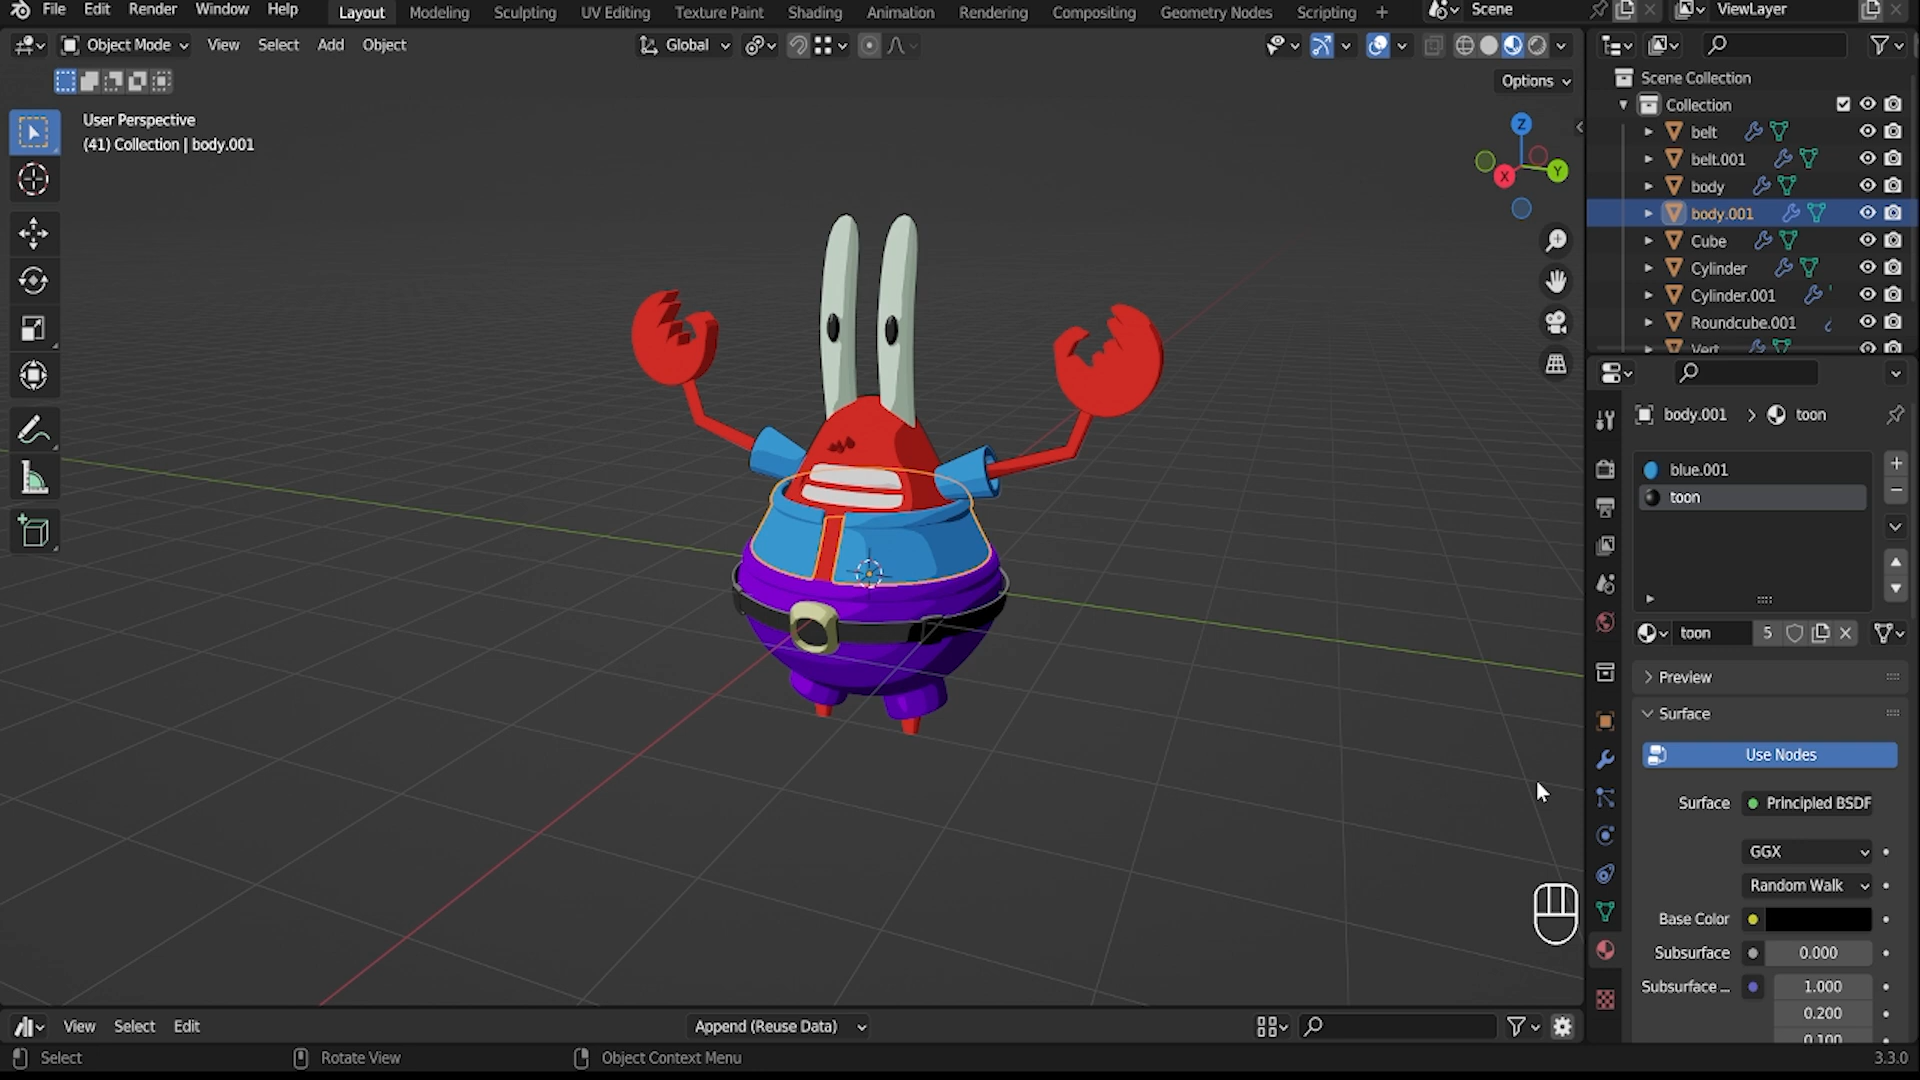 File Edit Render Window Help Layout Modeling Sculpting UV Editing Texture Paint Shading Animation Rendering Compositing Geometry Nodes Scripting + Scene ViewLayer
Object Mode View Select Add Object Global
Options
User Perspective
(41) Collection | body.001
Z
Y
X
Scene Collection
Collection
belt
belt.001
body
body.001
Cube
Cylinder
Cylinder.001
Roundcube.001
Vert
body.001 > toon
blue.001
toon
toon 5
Preview
Surface
Use Nodes
Surface Principled BSDF
GGX
Random Walk
Base Color
Subsurface 0.000
Subsurface ... 1.000
0.200
0.100
View Select Edit Append (Reuse Data)
Select Rotate View Object Context Menu 3.3.0